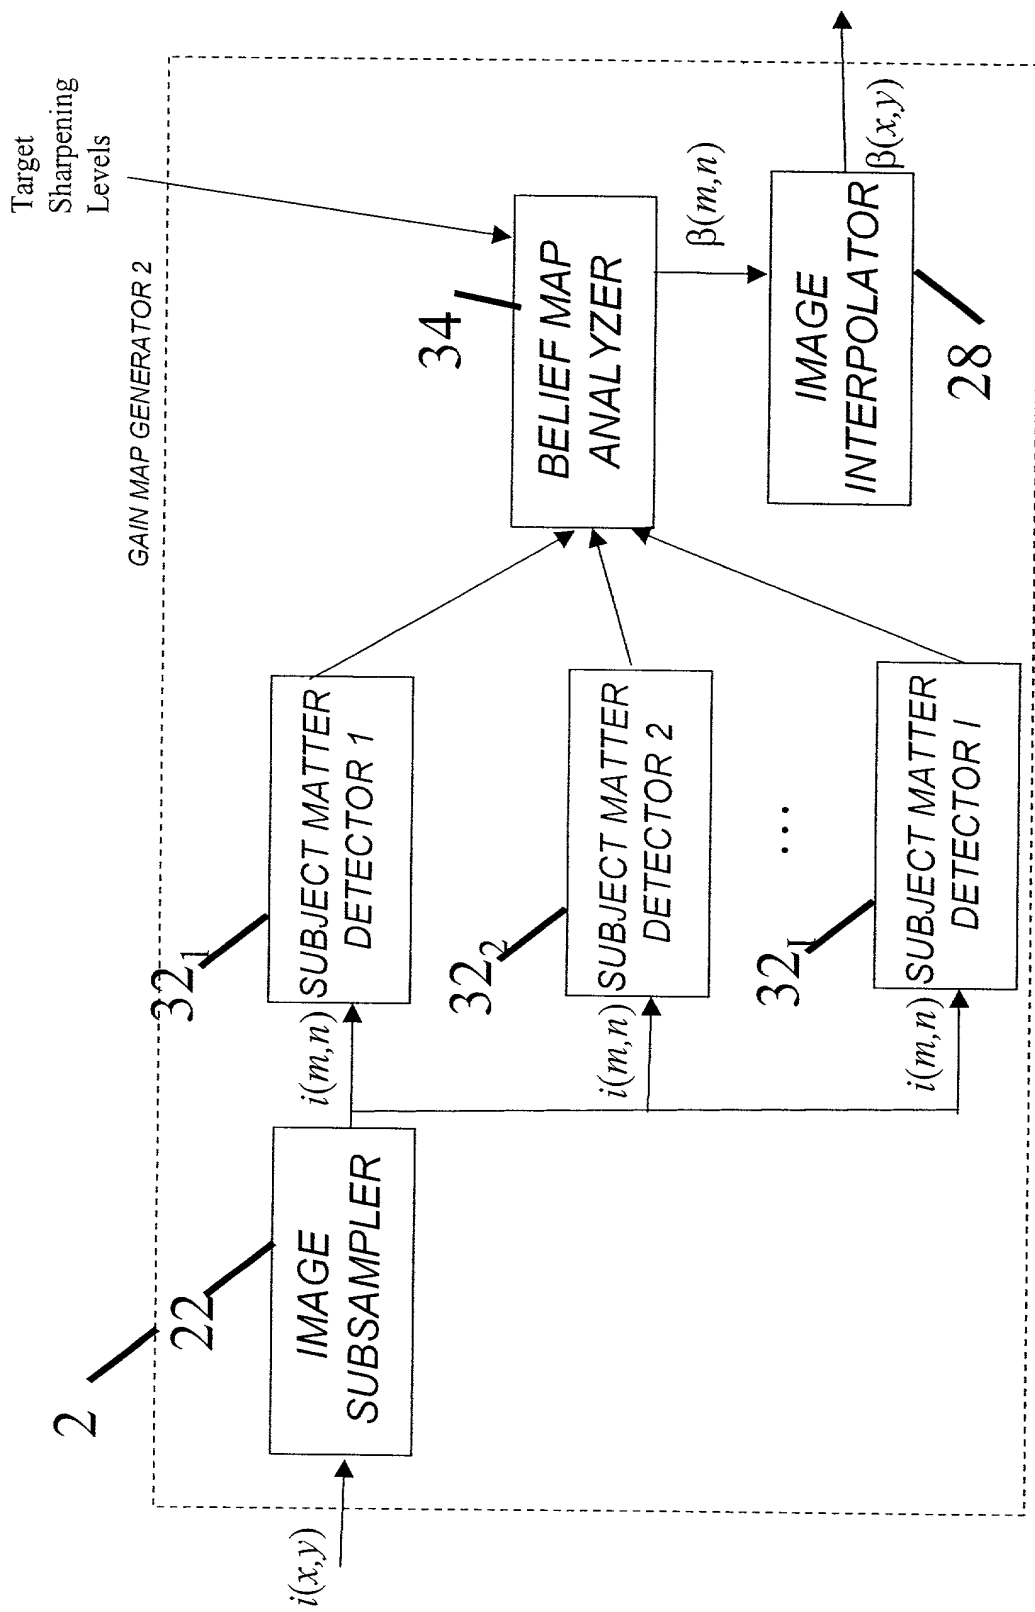 Target
Sharpening
Levels
GAIN MAP GENERATOR 2
2
22
i(x,y)
IMAGE
SUBSAMPLER
32₁
i(m,n)
SUBJECT MATTER
DETECTOR 1
32₂
i(m,n)
SUBJECT MATTER
DETECTOR 2
...
32_I
i(m,n)
SUBJECT MATTER
DETECTOR I
34
BELIEF MAP
ANALYZER
β(m,n)
IMAGE
INTERPOLATOR
28
β(x,y)